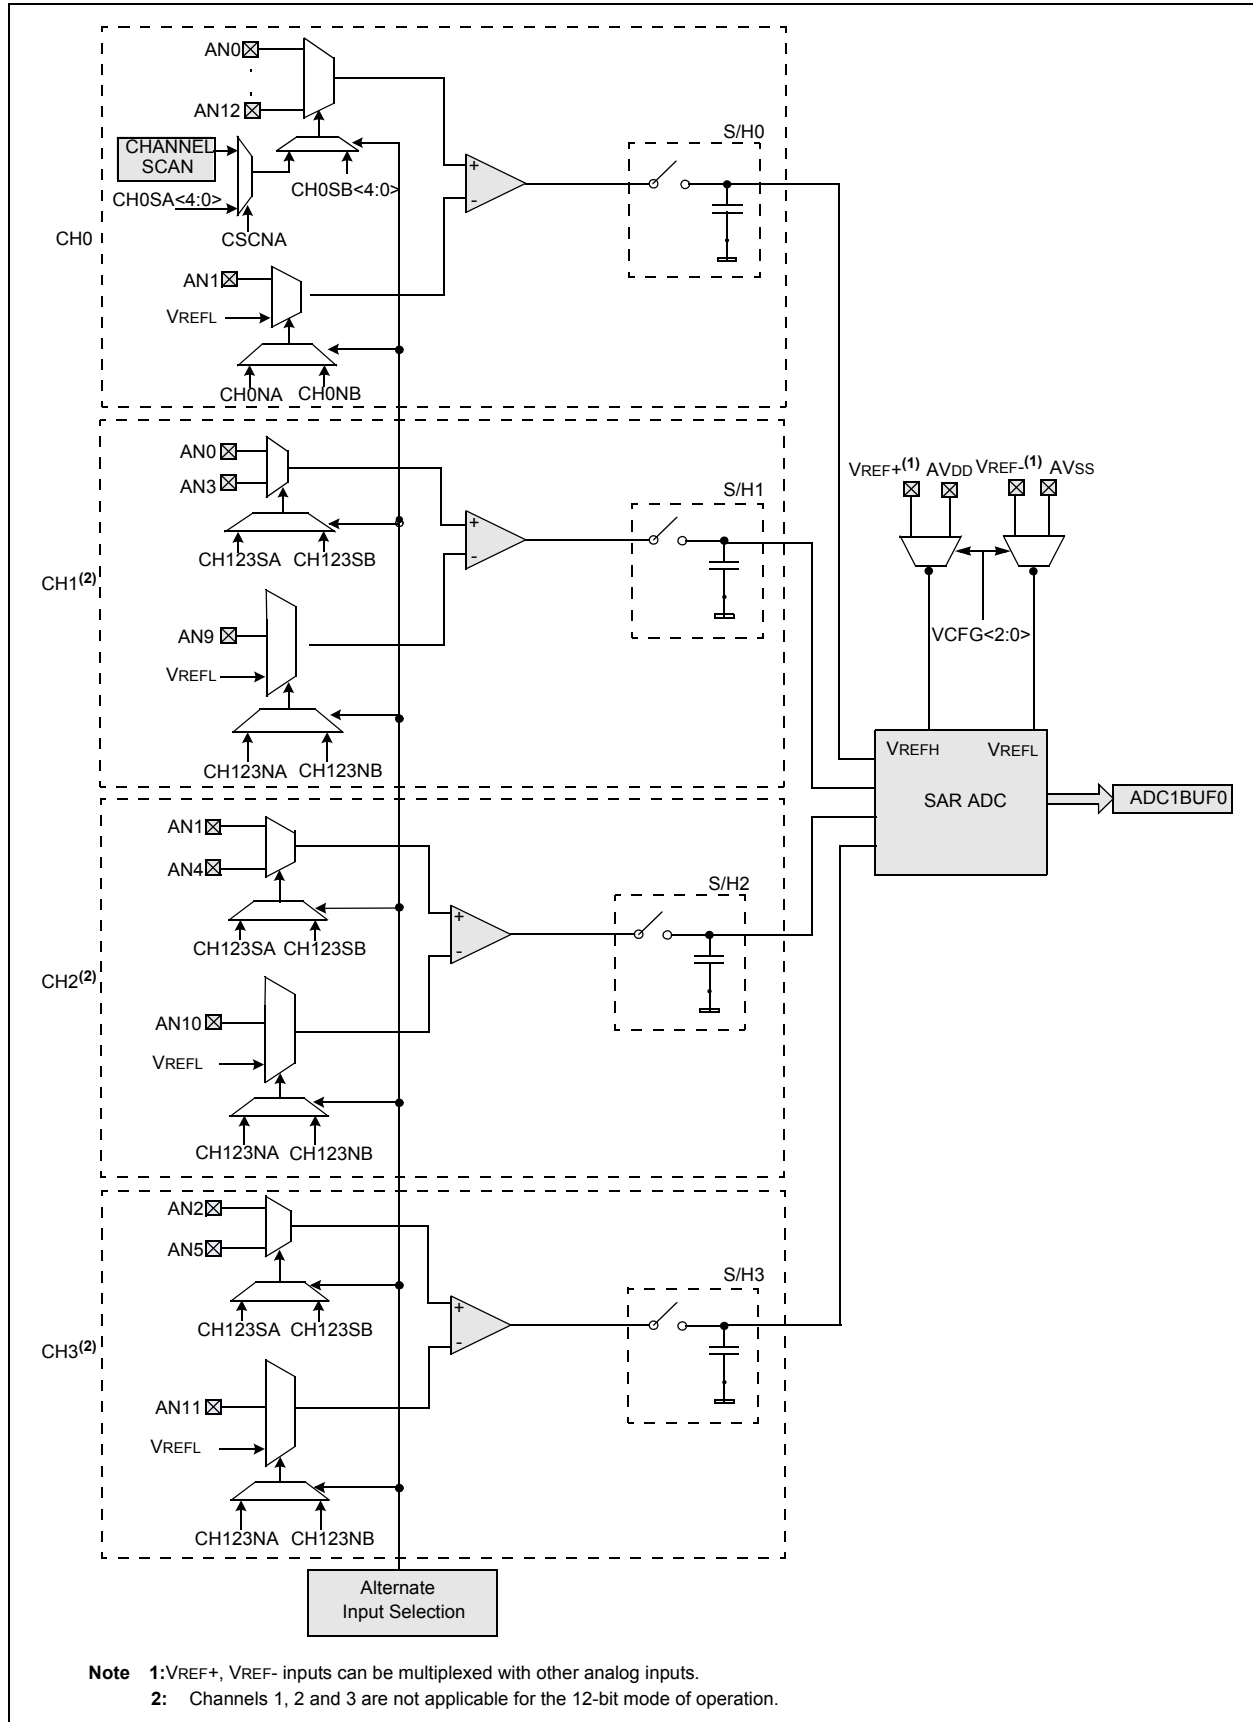 AN0
AN12
CHANNEL
SCAN
CH0SA<4:0>
CH0SB<4:0>
CSCNA
CH0
AN1
VREFL
CH0NA CH0NB
+
-
S/H0
AN0
AN3
CH123SA CH123SB
CH1(2)
AN9
VREFL
CH123NA CH123NB
+
-
S/H1
VREF+(1) AVDD VREF-(1) AVSS
VCFG<2:0>
VREFH VREFL
SAR ADC
ADC1BUF0
AN1
AN4
CH123SA CH123SB
CH2(2)
AN10
VREFL
CH123NA CH123NB
+
-
S/H2
AN2
AN5
CH123SA CH123SB
CH3(2)
AN11
VREFL
CH123NA CH123NB
+
-
S/H3
Alternate
Input Selection
Note 1:VREF+, VREF- inputs can be multiplexed with other analog inputs.
2: Channels 1, 2 and 3 are not applicable for the 12-bit mode of operation.